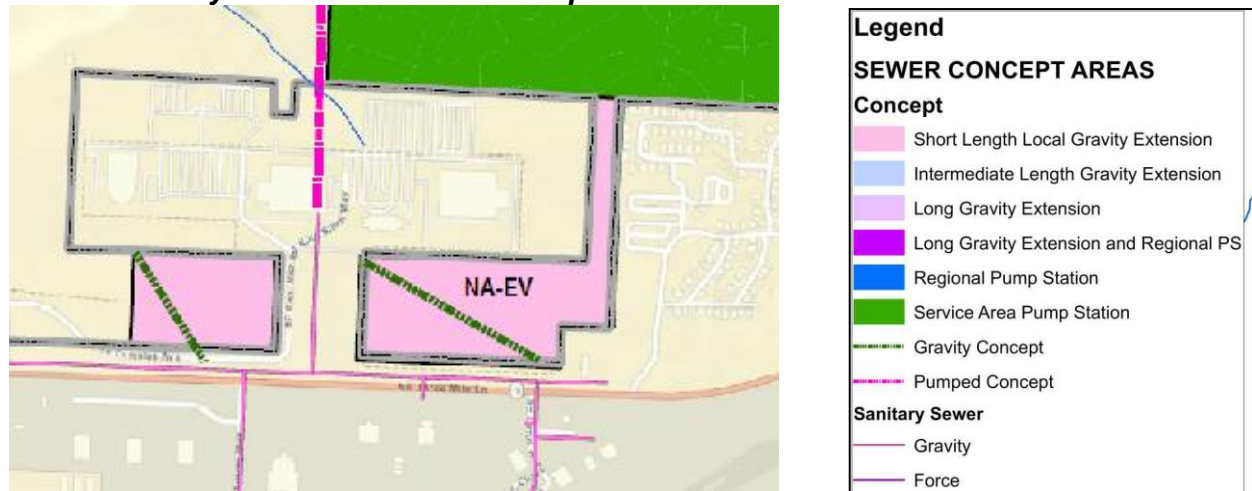 NA-EV
Legend
SEWER CONCEPT AREAS
Concept
Short Length Local Gravity Extension
Intermediate Length Gravity Extension
Long Gravity Extension
Long Gravity Extension and Regional PS
Regional Pump Station
Service Area Pump Station
Gravity Concept
Pumped Concept
Sanitary Sewer
Gravity
Force